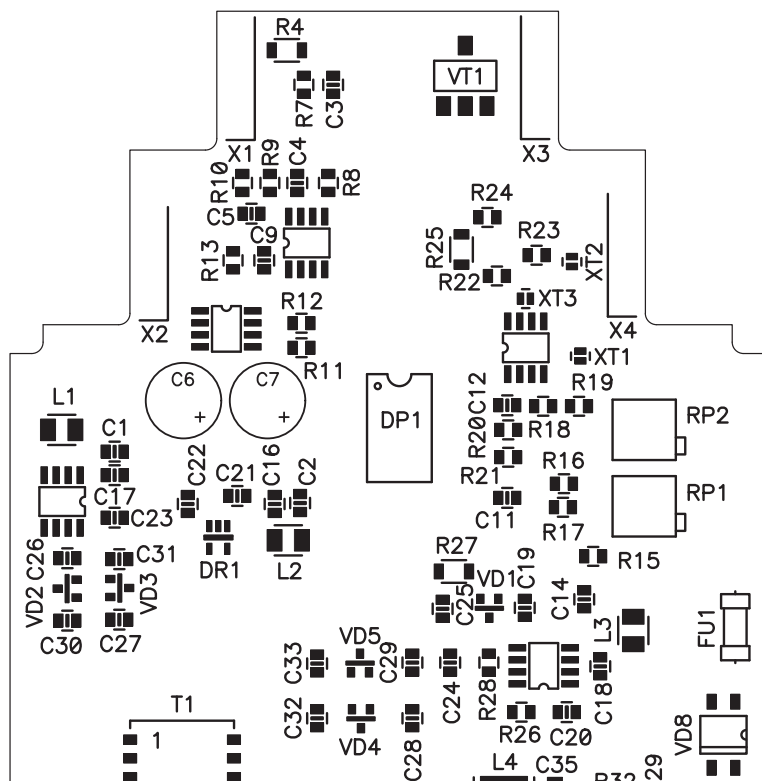 R4
VT1
R7
C3
X1
R9
C4
X3
R10
R8
C5
R24
C9
R13
R25
R23
R22
XT2
XT3
X2
R12
X4
R11
XT1
C6
C7
L1
DP1
C12
R19
RP2
C1
R20
R18
C22
C21
C16
C2
R21
R16
RP1
C17
C23
C11
R17
C26
C31
DR1
L2
R27
C19
R15
VD2
VD3
C25
VD1
C14
C30
C27
L3
FU1
C33
VD5
C29
C24
R28
C18
T1
C32
VD4
C28
R26
C20
VD8
1
L4
C35
R32
29